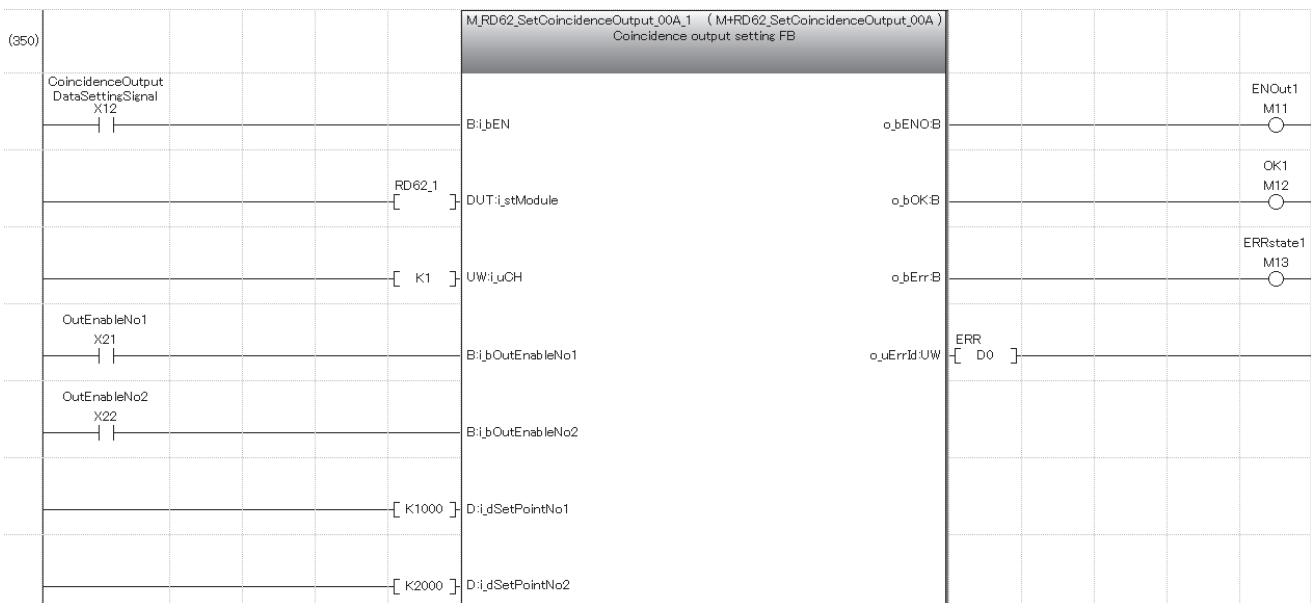 M_RD62_SetCoincidenceOutput_00A_1 ( M+RD62_SetCoincidenceOutput_00A )
(350)
Coincidence output setting FB
CoincidenceOutput
DataSettingSignal
X12
B:i_bEN
o_bENO:B
ENOut1
M11
RD62_1
DUT:i_stModule
o_bOK:B
OK1
M12
K1
UW:i_uCH
o_bErr:B
ERRstate1
M13
OutEnableNo1
X21
B:i_bOutEnableNo1
o_uErrId:UW
ERR
D0
OutEnableNo2
X22
B:i_bOutEnableNo2
K1000
D:i_dSetPointNo1
K2000
D:i_dSetPointNo2